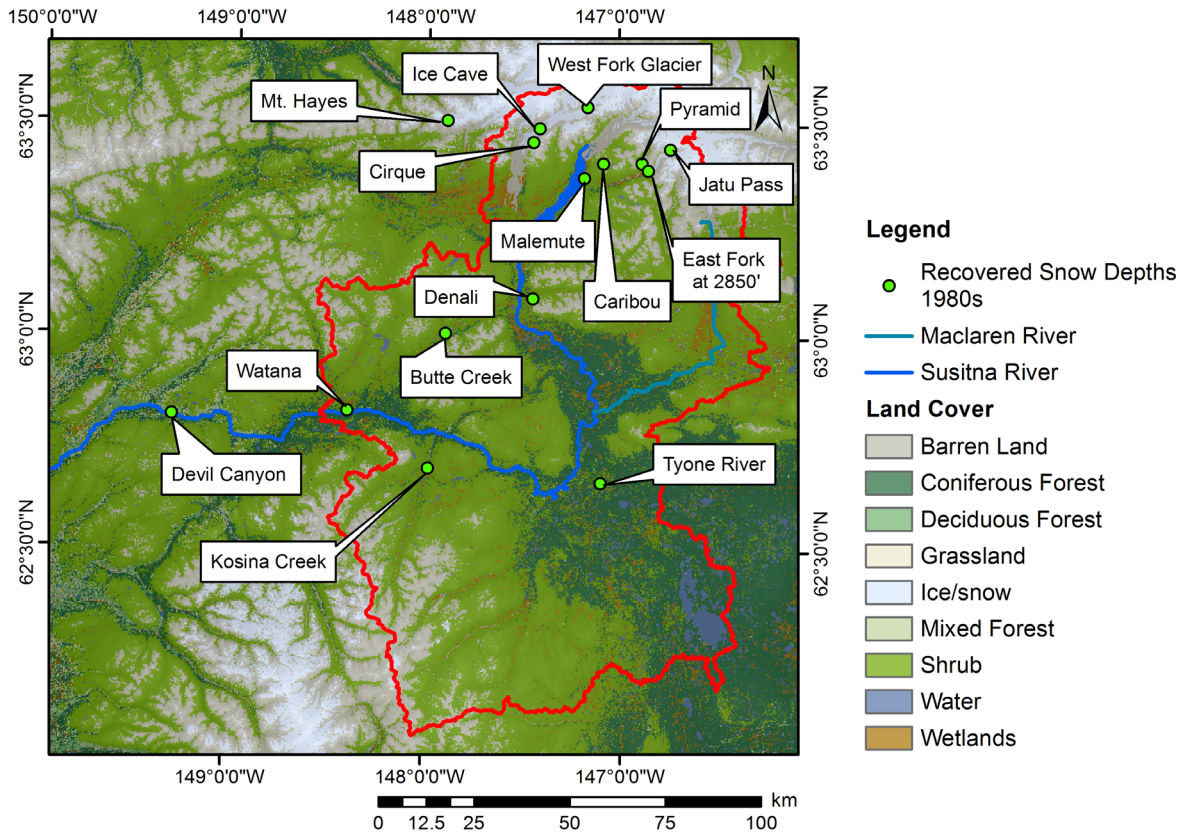 150°0'0"W
149°0'0"W
148°0'0"W
147°0'0"W
63°30'0"N
63°0'0"N
62°30'0"N
63°30'0"N
63°0'0"N
62°30'0"N
N
West Fork Glacier
Ice Cave
Mt. Hayes
Pyramid
Cirque
Jatu Pass
Malemute
East Fork
at 2850'
Denali
Caribou
Watana
Butte Creek
Devil Canyon
Tyone River
Kosina Creek
149°0'0"W
148°0'0"W
147°0'0"W
km
0
12.5
25
50
75
100
Legend
Recovered Snow Depths
1980s
Maclaren River
Susitna River
Land Cover
Barren Land
Coniferous Forest
Deciduous Forest
Grassland
Ice/snow
Mixed Forest
Shrub
Water
Wetlands